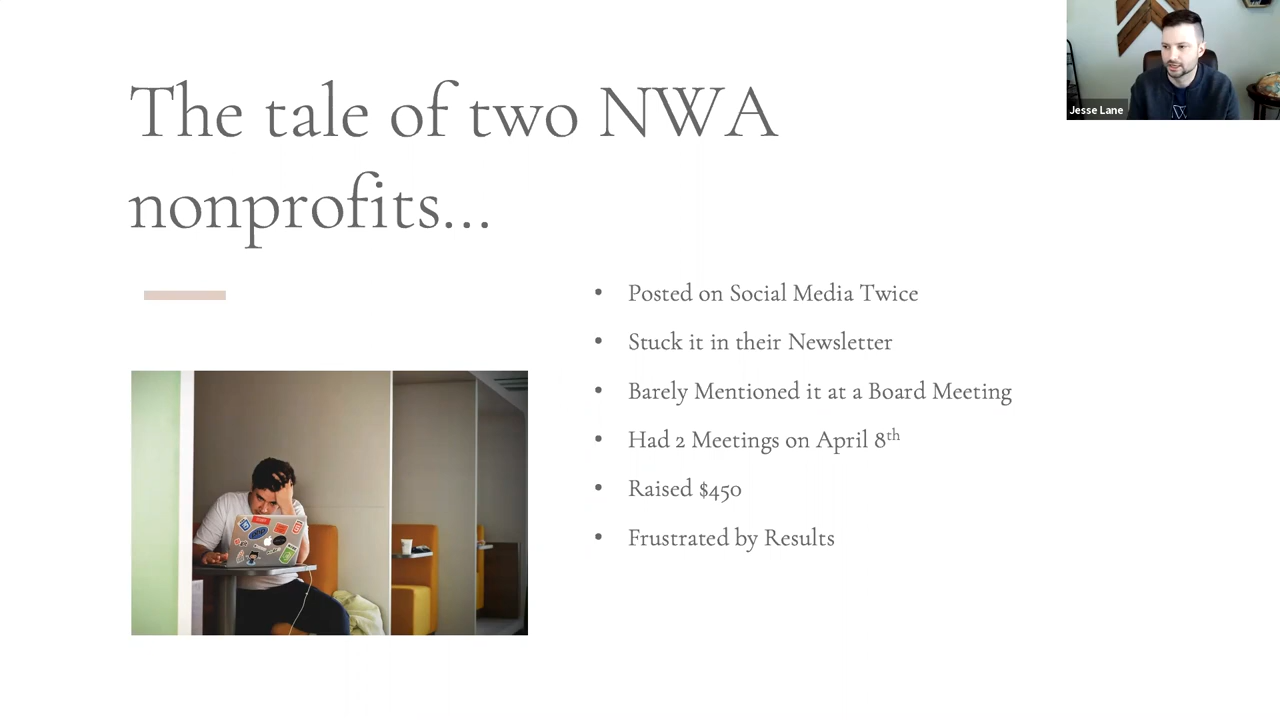 The tale of two NWA
nonprofits...
Jesse Lane
• Posted on Social Media Twice
• Stuck it in their Newsletter
• Barely Mentioned it at a Board Meeting
• Had 2 Meetings on April 8th
• Raised $450
• Frustrated by Results